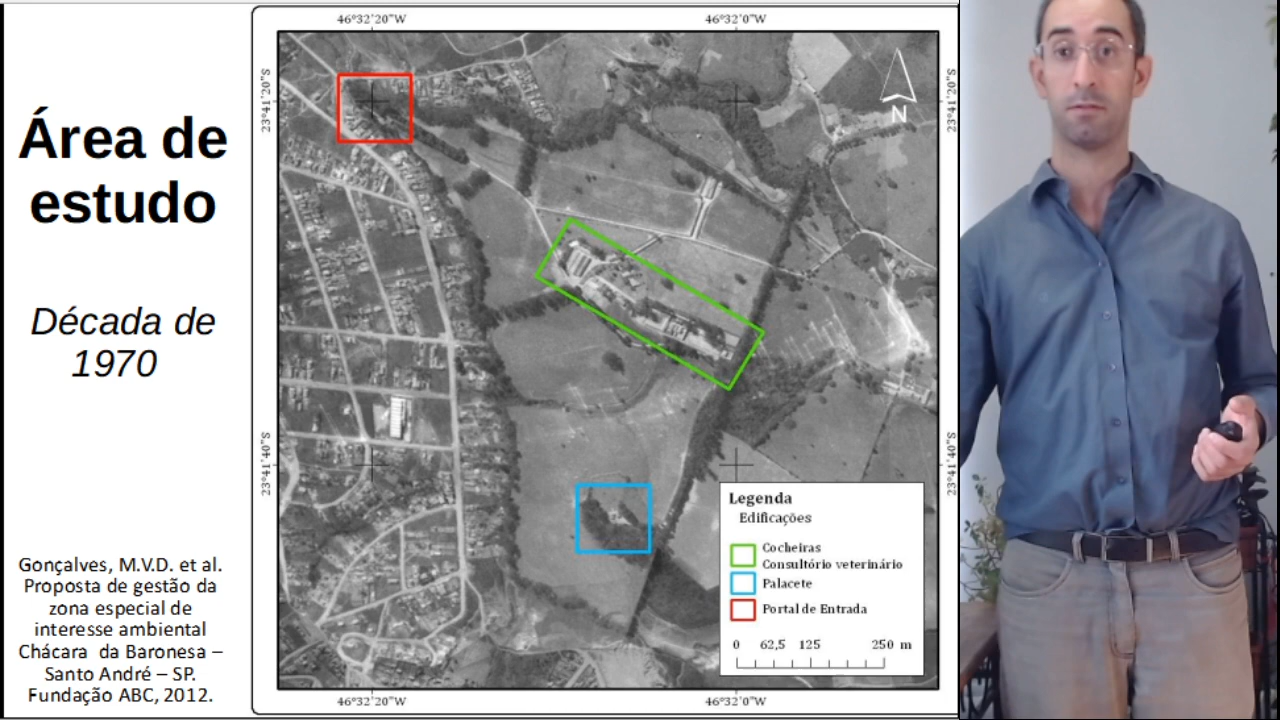 Área de
estudo
Década de
1970
Gonçalves, M.V.D. et al.
Proposta de gestão da
zona especial de
interesse ambiental
Chácara da Baronesa –
Santo André – SP.
Fundação ABC, 2012.
46°32'20"W
46°32'0"W
23°41'20"S
23°41'20"S
N
23°41'40"S
23°41'40"S
Legenda
Edificações
Cocheiras
Consultório veterinário
Palacete
Portal de Entrada
0 62,5 125 250 m
46°32'20"W
46°32'0"W